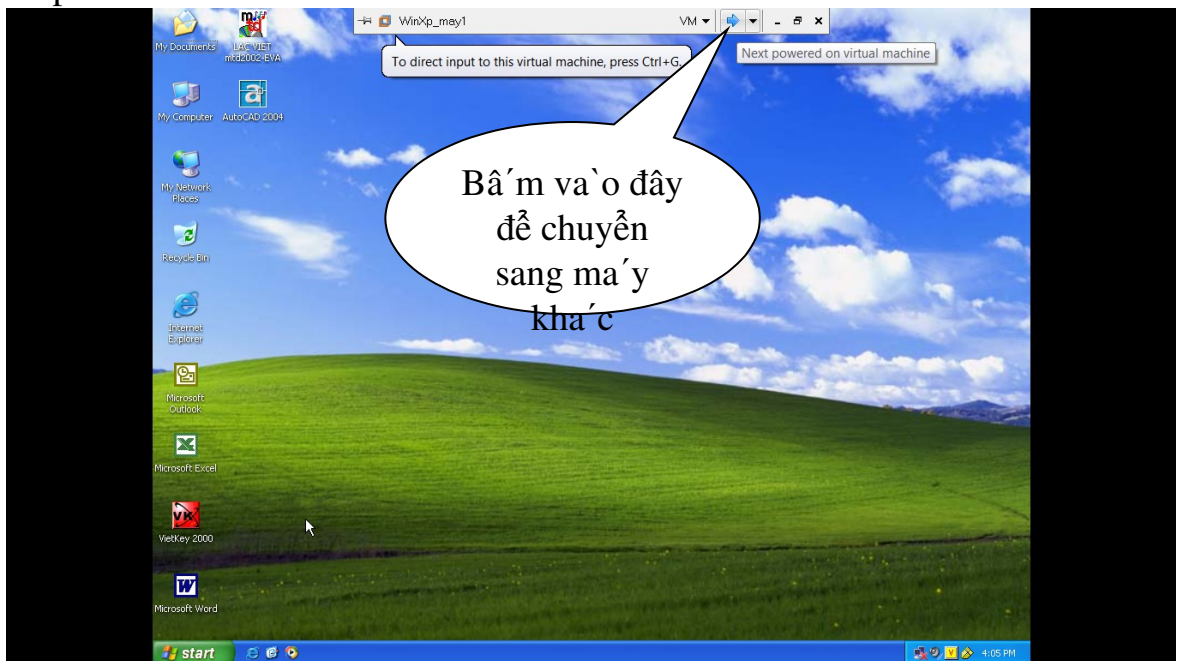 WinXp_may1
VM
To direct input to this virtual machine, press Ctrl+G.
Next powered on virtual machine
My Documents
LAC VIET
mtd2002-EVA
My Computer
AutoCAD 2004
My Network
Places
Recycle Bin
Internet
Explorer
Microsoft
Outlook
Microsoft Excel
VietKey 2000
Microsoft Word
Bấm vào đây
để chuyển
sang máy
khác
start
4:05 PM